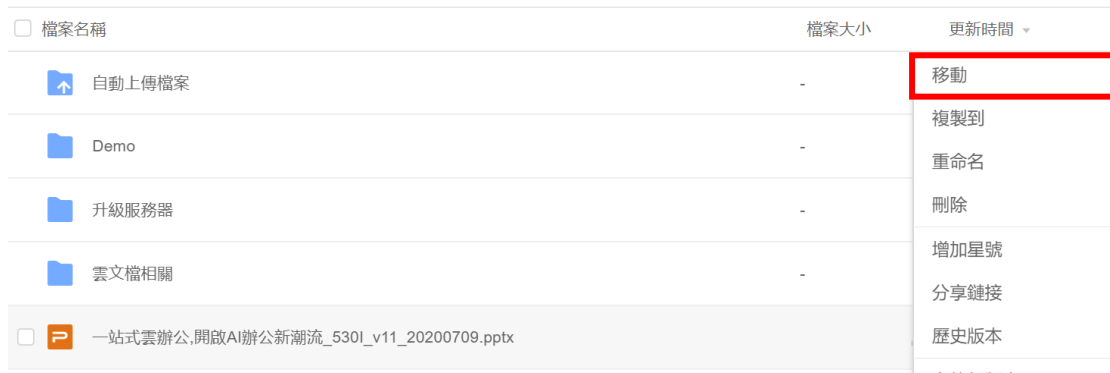 檔案名稱 檔案大小 更新時間
自動上傳檔案 -
移動
複製到
Demo -
重命名
升級服務器 -
刪除
增加星號
雲文檔相關 -
分享鏈接
一站式雲辦公,開啟AI辦公新潮流_530I_v11_20200709.pptx
歷史版本